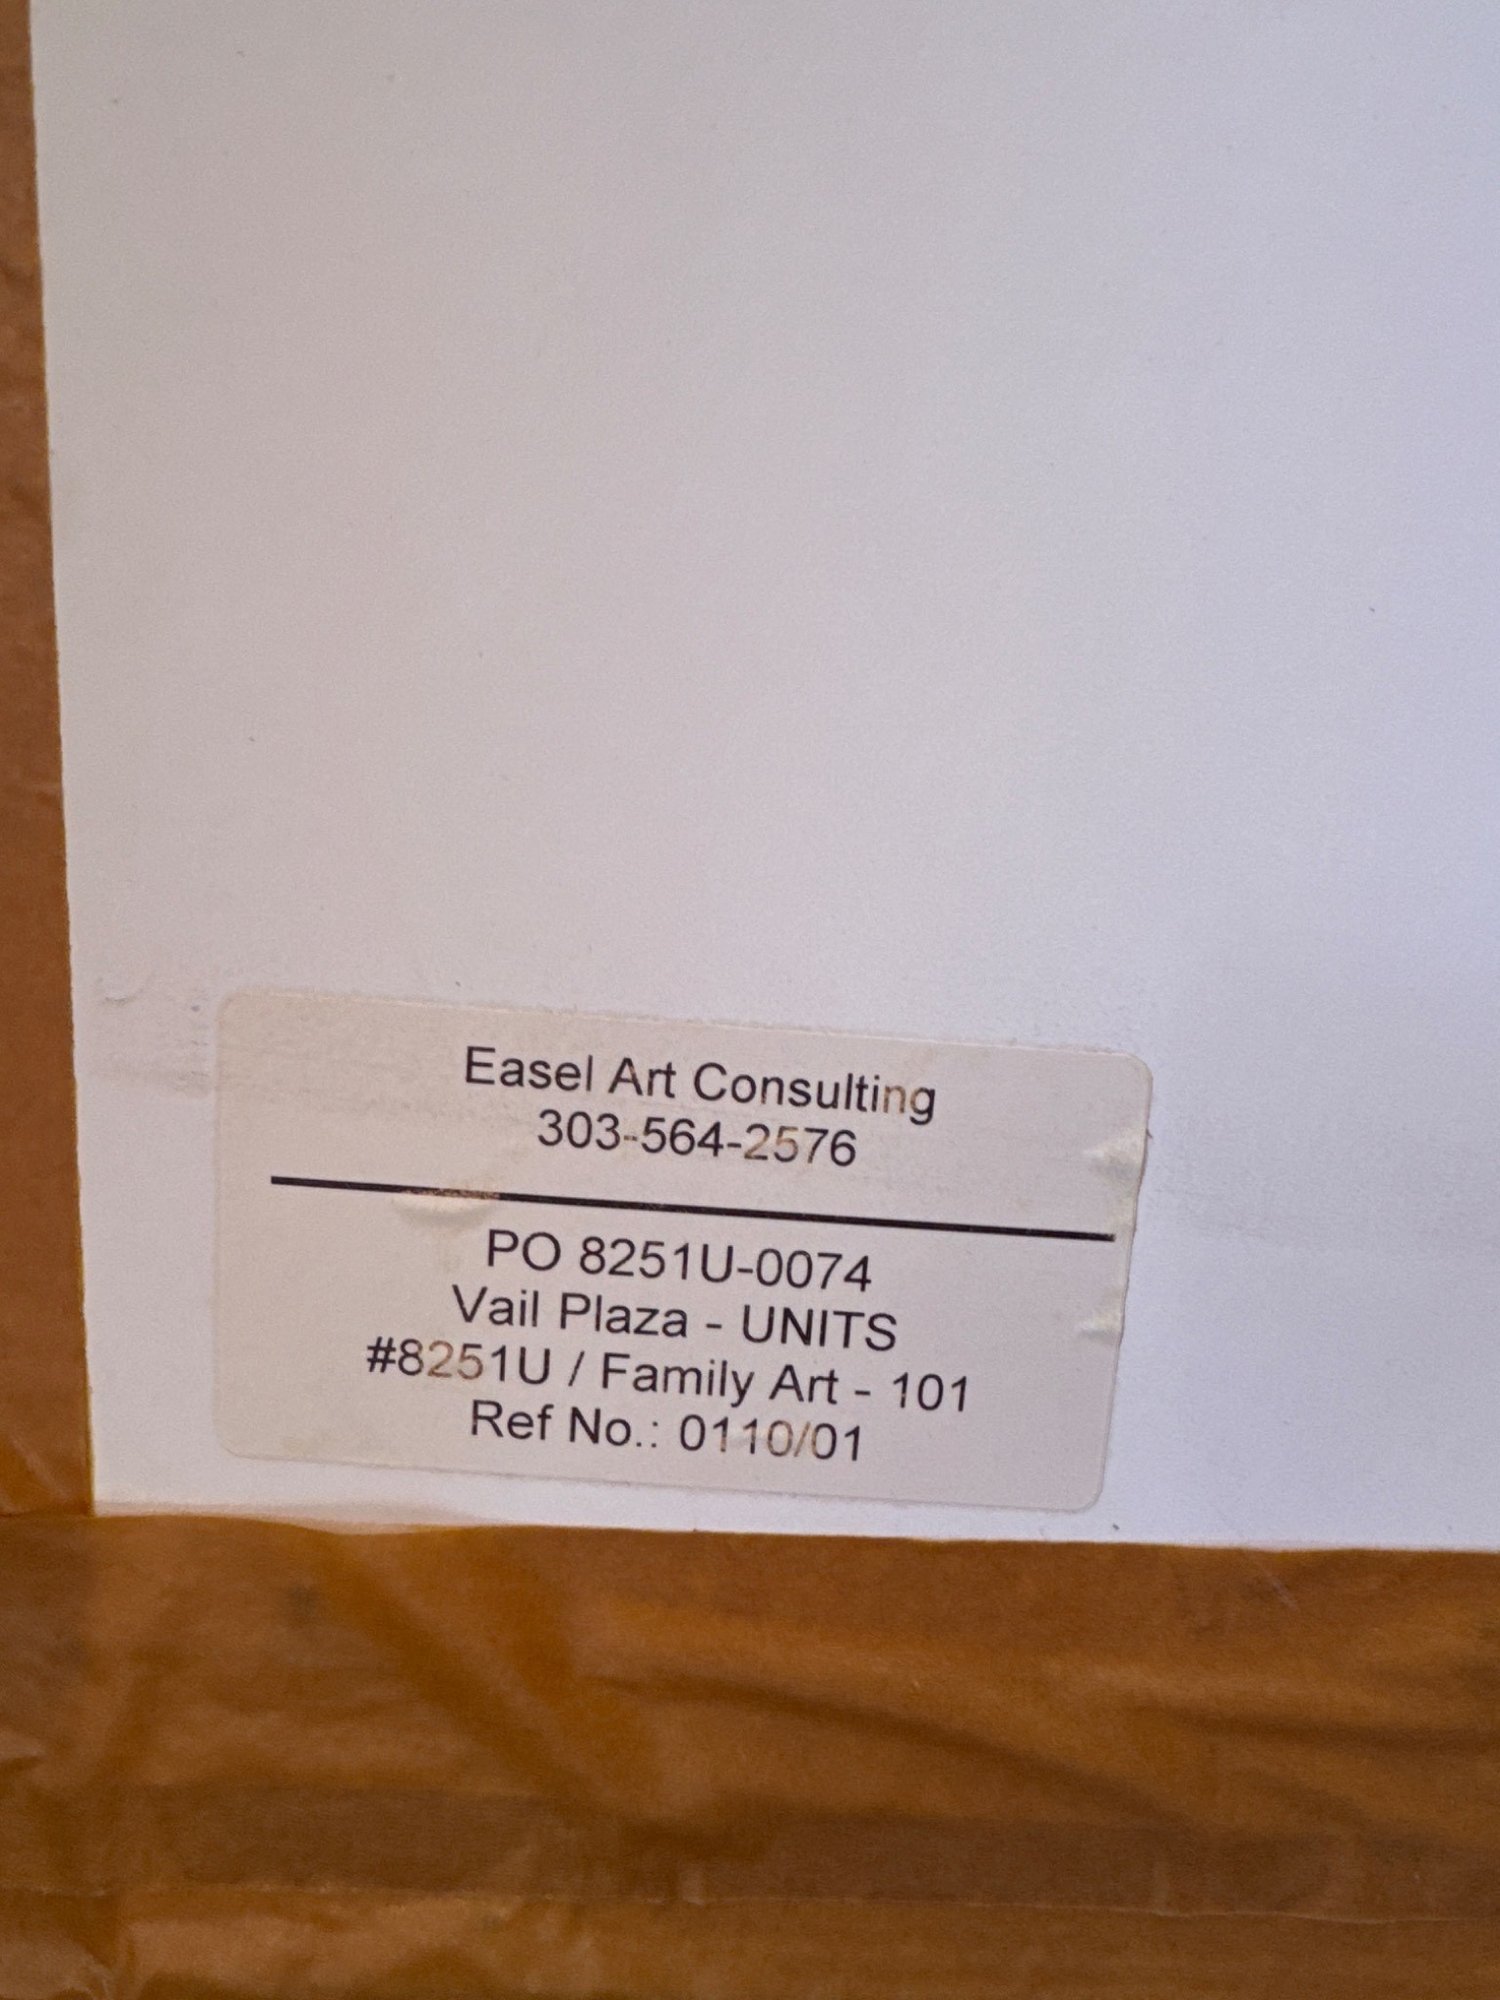 Easel Art Consulting
303-564-2576
PO 8251U-0074
Vail Plaza - UNITS
#8251U / Family Art - 101
Ref No.: 0110/01